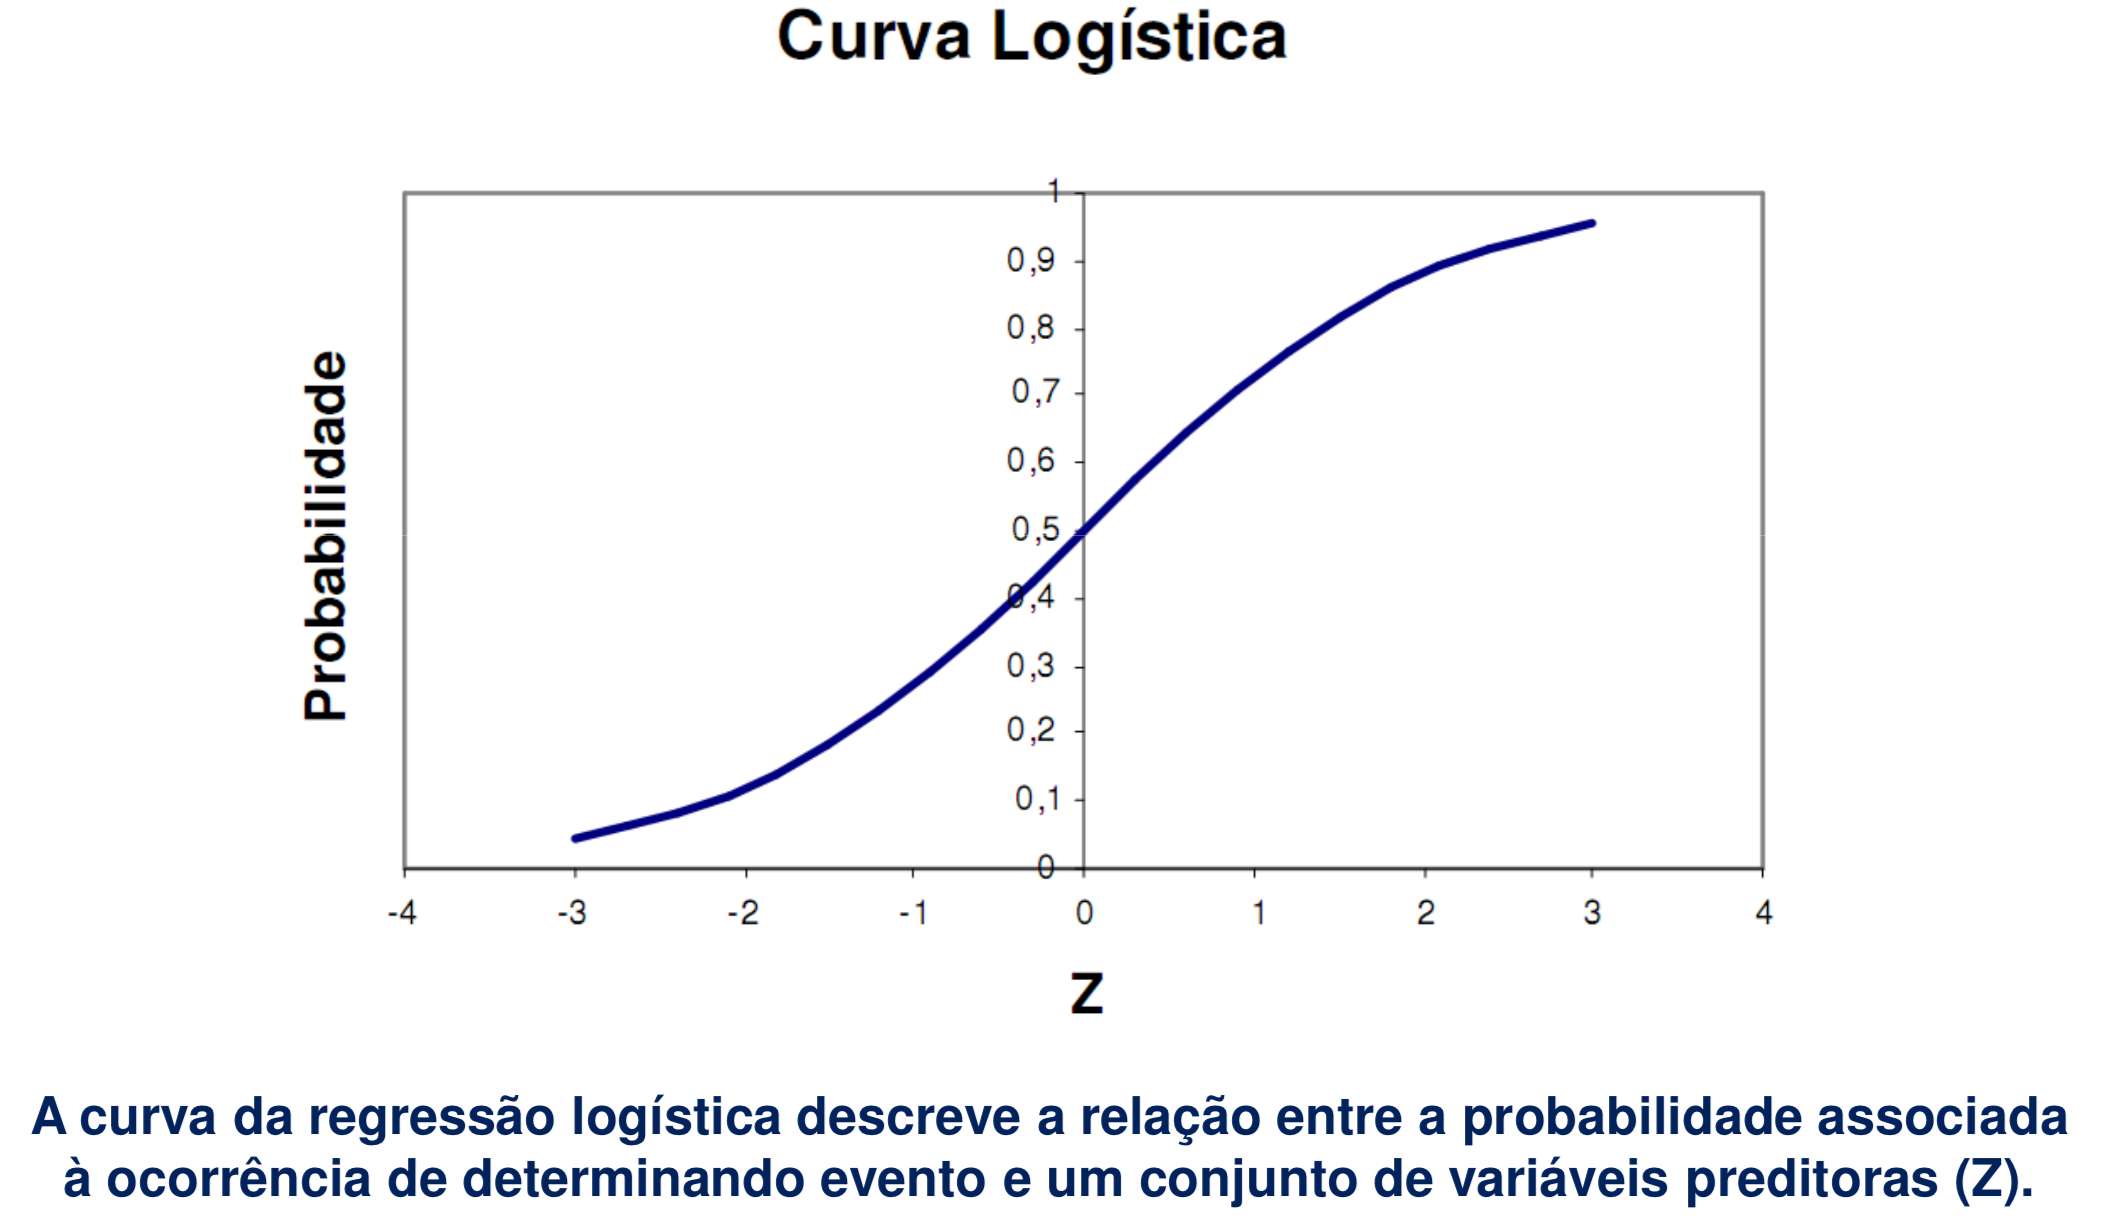 Curva Logística
Probabilidade
1
0,9
0,8
0,7
0,6
0,5
0,4
0,3
0,2
0,1
0
-4 -3 -2 -1 0 1 2 3 4
Z
A curva da regressão logística descreve a relação entre a probabilidade associada
à ocorrência de determinando evento e um conjunto de variáveis preditoras (Z).